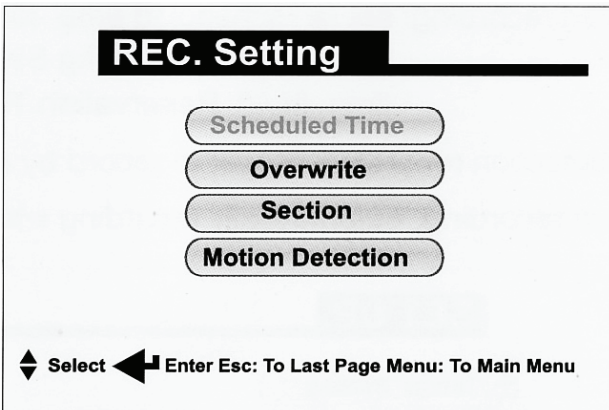 REC. Setting
Scheduled Time
Overwrite
Section
Motion Detection
Select Enter Esc: To Last Page Menu: To Main Menu